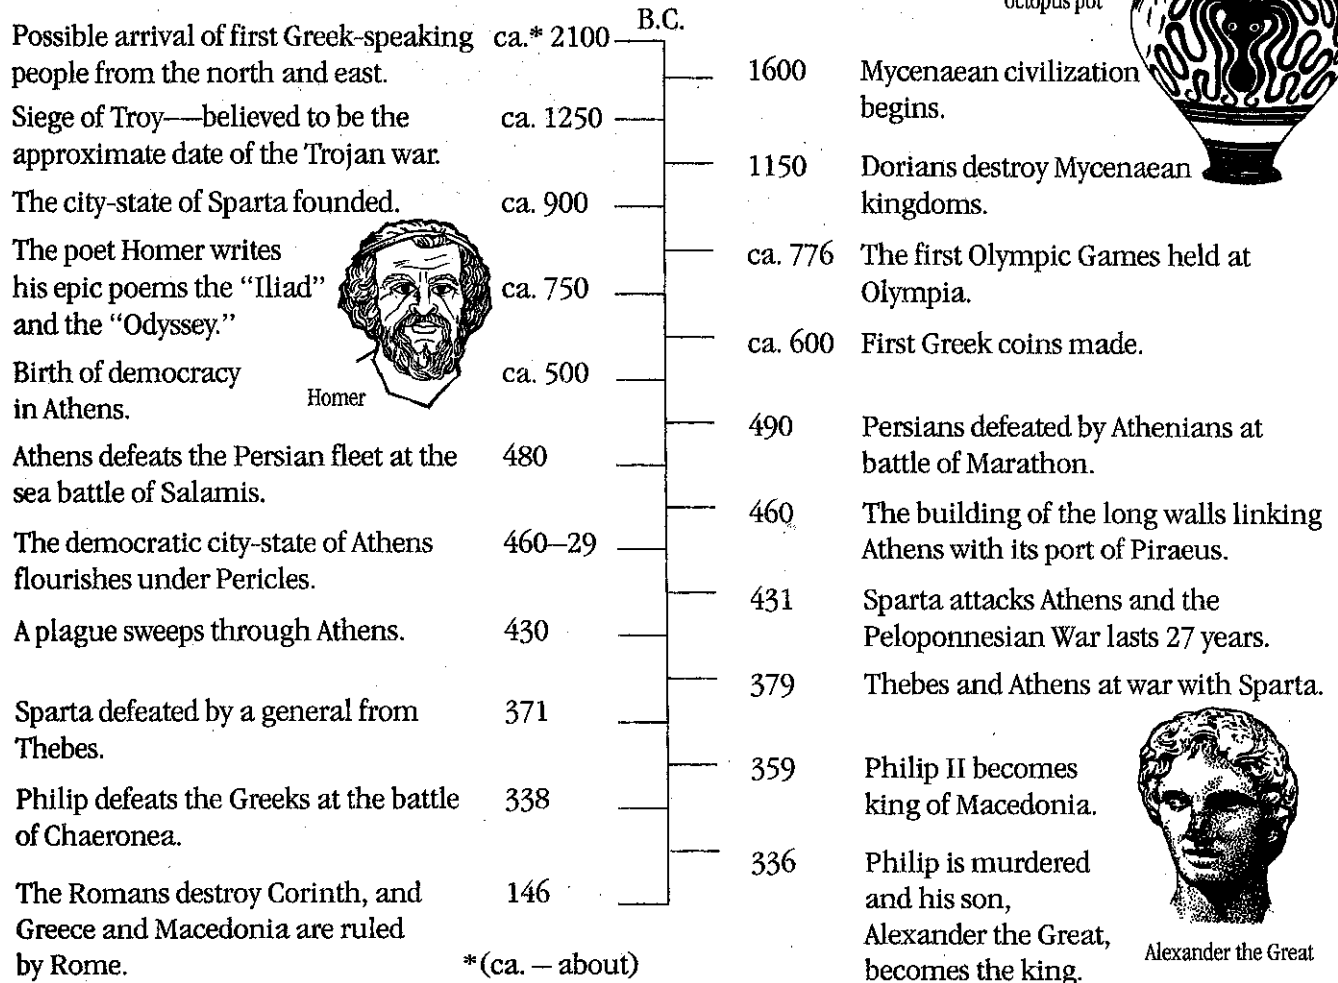 octopus pot
B.C.
Possible arrival of first Greek-speaking ca.* 2100
people from the north and east.
1600 Mycenaean civilization
begins.
Siege of Troy—believed to be the ca. 1250
approximate date of the Trojan war.
1150 Dorians destroy Mycenaean
kingdoms.
The city-state of Sparta founded. ca. 900
ca. 776 The first Olympic Games held at
Olympia.
The poet Homer writes
his epic poems the “Iliad” ca. 750
and the “Odyssey.”
Homer
ca. 600 First Greek coins made.
Birth of democracy ca. 500
in Athens.
490 Persians defeated by Athenians at
battle of Marathon.
Athens defeats the Persian fleet at the 480
sea battle of Salamis.
460 The building of the long walls linking
Athens with its port of Piraeus.
The democratic city-state of Athens 460–29
flourishes under Pericles.
431 Sparta attacks Athens and the
Peloponnesian War lasts 27 years.
A plague sweeps through Athens. 430
379 Thebes and Athens at war with Sparta.
Sparta defeated by a general from 371
Thebes.
359 Philip II becomes
king of Macedonia.
Philip defeats the Greeks at the battle 338
of Chaeronea.
336 Philip is murdered
and his son,
Alexander the Great,
becomes the king.
Alexander the Great
The Romans destroy Corinth, and 146
Greece and Macedonia are ruled
by Rome.
*(ca. – about)